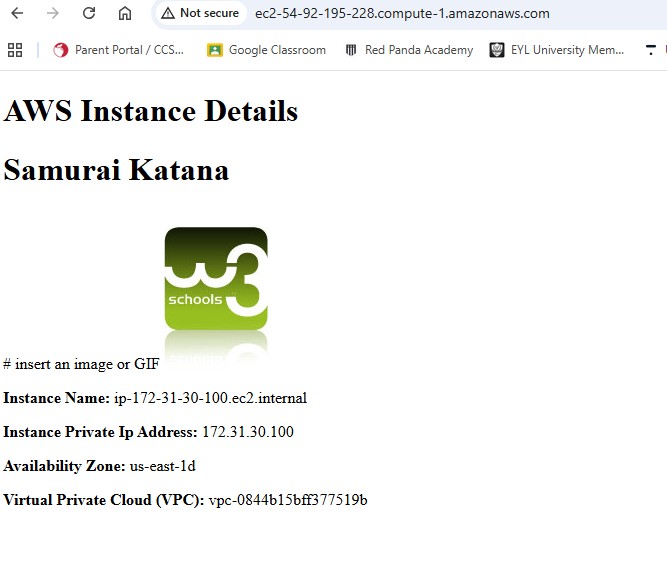 Not secure ec2-54-92-195-228.compute-1.amazonaws.com
Parent Portal / CCS... Google Classroom Red Panda Academy EYL University Mem...
AWS Instance Details
Samurai Katana
w3
schools
# insert an image or GIF
Instance Name: ip-172-31-30-100.ec2.internal
Instance Private Ip Address: 172.31.30.100
Availability Zone: us-east-1d
Virtual Private Cloud (VPC): vpc-0844b15bff377519b